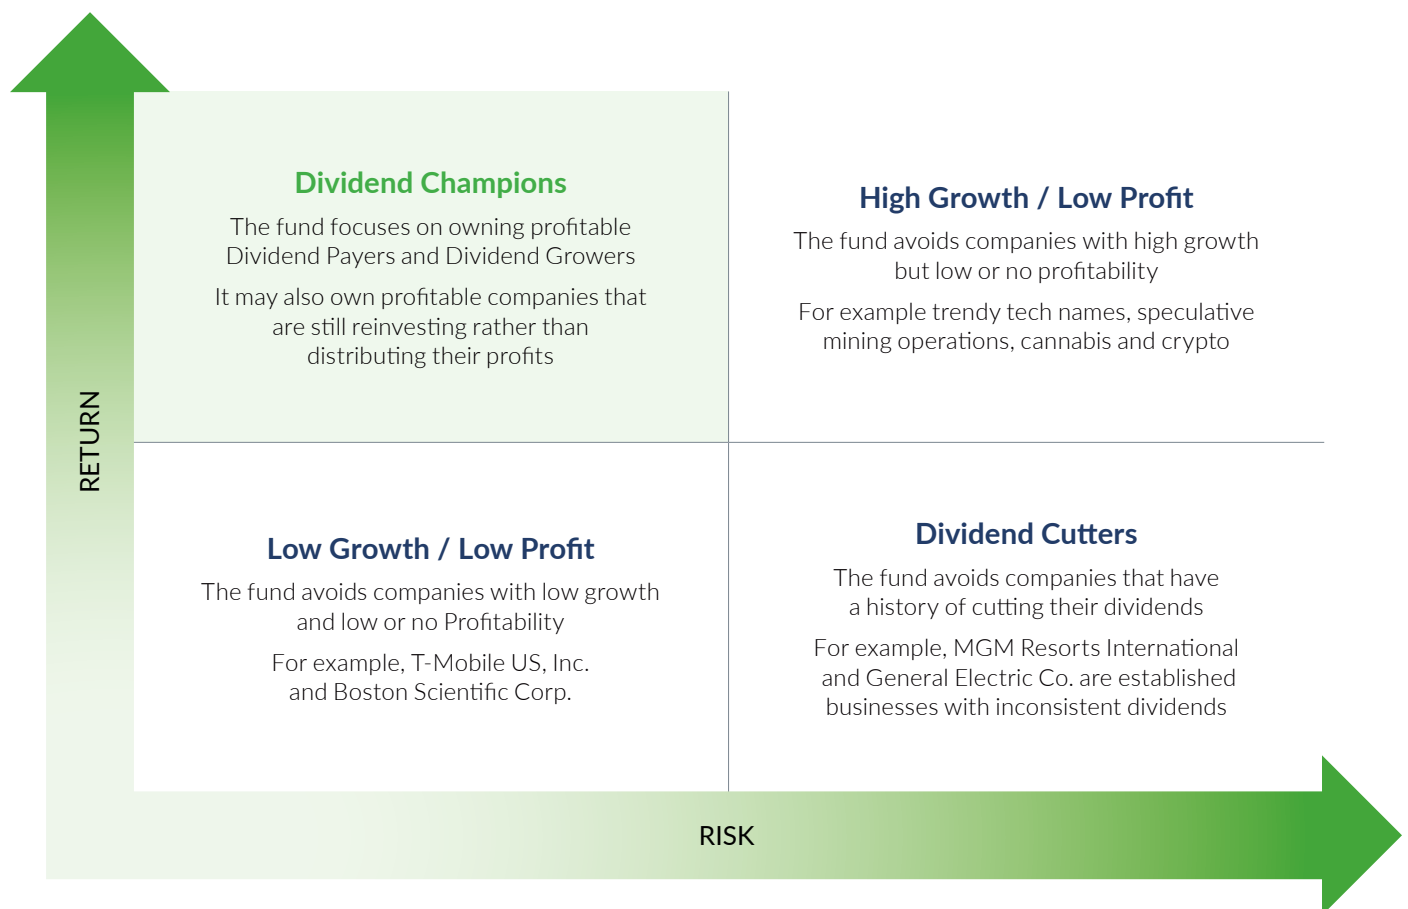 Dividend Champions
The fund focuses on owning profitable
Dividend Payers and Dividend Growers
It may also own profitable companies that
are still reinvesting rather than
distributing their profits
High Growth / Low Profit
The fund avoids companies with high growth
but low or no profitability
For example trendy tech names, speculative
mining operations, cannabis and crypto
RETURN
Low Growth / Low Profit
The fund avoids companies with low growth
and low or no Profitability
For example, T-Mobile US, Inc.
and Boston Scientific Corp.
Dividend Cutters
The fund avoids companies that have
a history of cutting their dividends
For example, MGM Resorts International
and General Electric Co. are established
businesses with inconsistent dividends
RISK